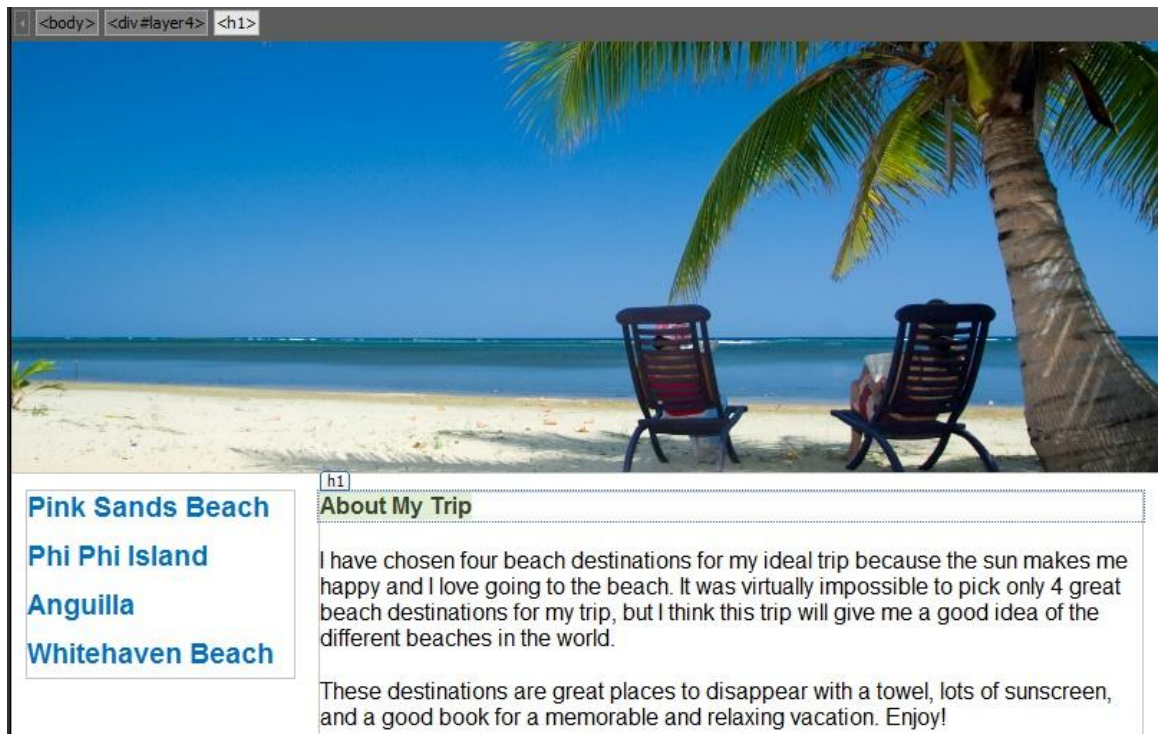 <body> <div#layer4> <h1>
h1
Pink Sands Beach
Phi Phi Island
Anguilla
Whitehaven Beach
About My Trip
I have chosen four beach destinations for my ideal trip because the sun makes me
happy and I love going to the beach. It was virtually impossible to pick only 4 great
beach destinations for my trip, but I think this trip will give me a good idea of the
different beaches in the world.
These destinations are great places to disappear with a towel, lots of sunscreen,
and a good book for a memorable and relaxing vacation. Enjoy!